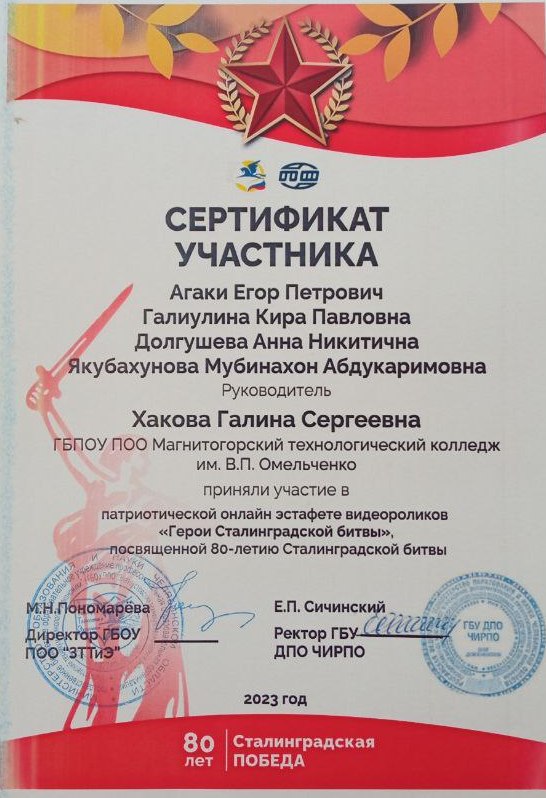 СЕРТИФИКАТ
УЧАСТНИКА
Агаки Егор Петрович
Галиулина Кира Павловна
Долгушева Анна Никитична
Якубахунова Мубинахон Абдукаримовна
Руководитель
Хакова Галина Сергеевна
ГБПОУ ПОО Магнитогорский технологический колледж
им. В.П. Омельченко
приняли участие в
патриотической онлайн эстафете видеороликов
«Герои Сталинградской битвы»,
посвященной 80-летию Сталинградской битвы
М.Н.Пономарёва
Директор ГБОУ
ПОО "ЗТТиЭ"
Е.П. Сичинский
Ректор ГБУ
ДПО ЧИРПО
ГБУ ДПО
ЧИРПО
2023 год
80
лет
Сталинградская
ПОБЕДА